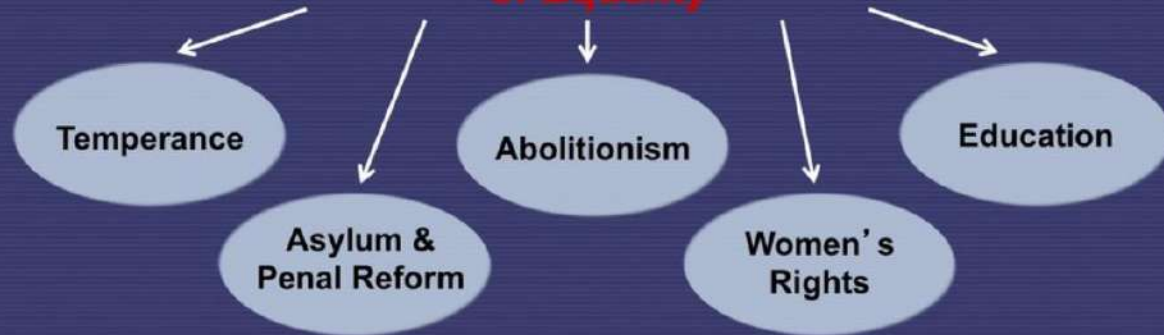 Temperance
Abolitionism
Education
Asylum &
Penal Reform
Women's
Rights